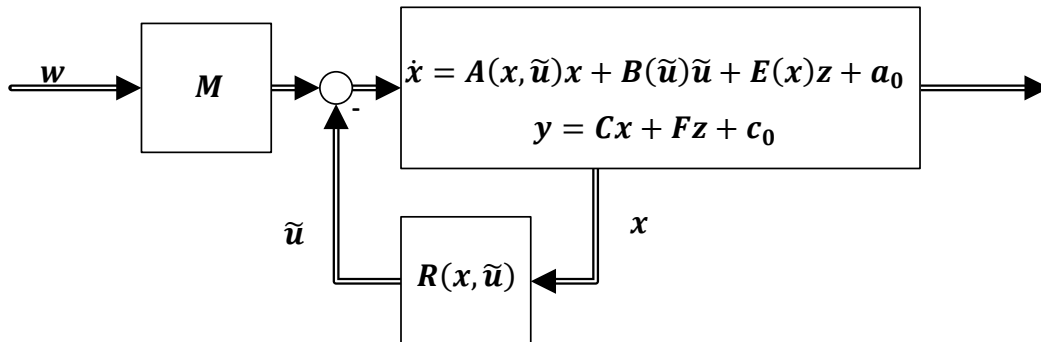 w
M
-
ẋ = A(x, ũ)x + B(ũ)ũ + E(x)z + a₀
y = Cx + Fz + c₀
ũ
x
R(x, ũ)